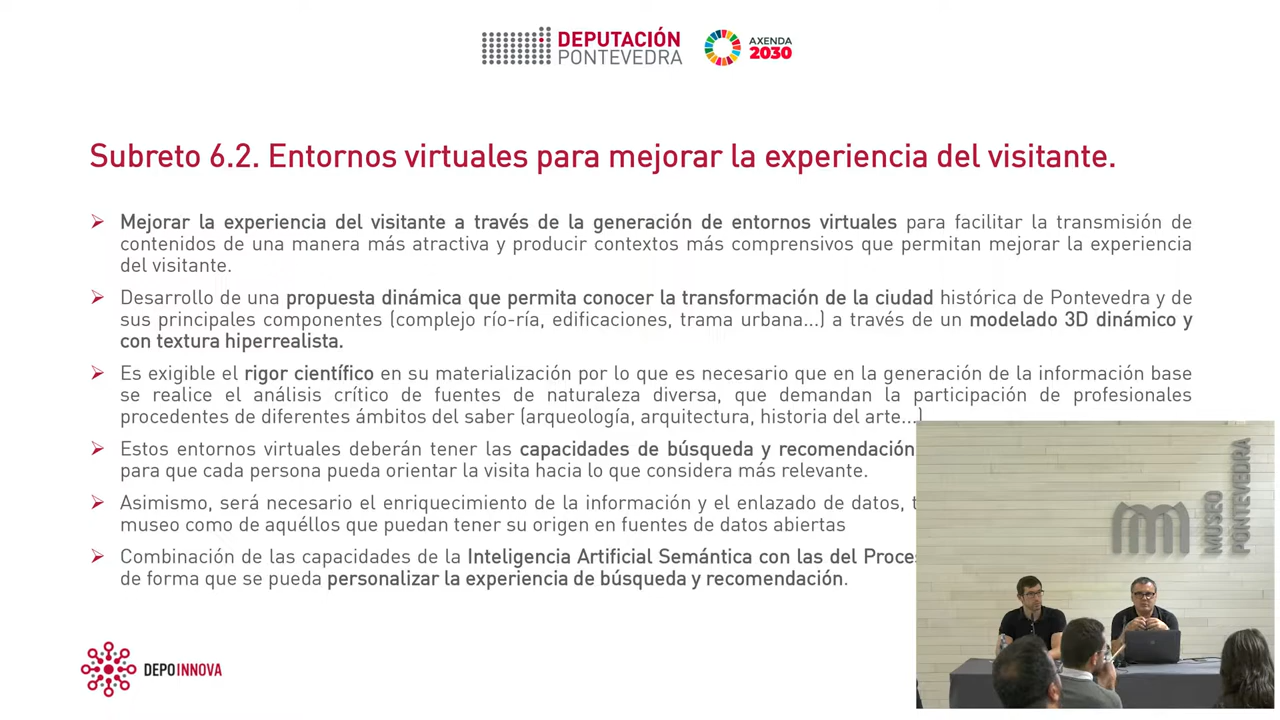 DEPUTACIÓN
PONTEVEDRA
AXENDA
2030
Subreto 6.2. Entornos virtuales para mejorar la experiencia del visitante.
Mejorar la experiencia del visitante a través de la generación de entornos virtuales para facilitar la transmisión de
contenidos de una manera más atractiva y producir contextos más comprensivos que permitan mejorar la experiencia
del visitante.
Desarrollo de una propuesta dinámica que permita conocer la transformación de la ciudad histórica de Pontevedra y de
sus principales componentes (complejo río-ría, edificaciones, trama urbana...) a través de un modelado 3D dinámico y
con textura hiperrealista.
Es exigible el rigor científico en su materialización por lo que es necesario que en la generación de la información base
se realice el análisis crítico de fuentes de naturaleza diversa, que demandan la participación de profesionales
procedentes de diferentes ámbitos del saber (arqueología, arquitectura, historia del arte...)
Estos entornos virtuales deberán tener las capacidades de búsqueda y recomendación
para que cada persona pueda orientar la visita hacia lo que considera más relevante.
Asimismo, será necesario el enriquecimiento de la información y el enlazado de datos,
museo como de aquéllos que puedan tener su origen en fuentes de datos abiertas
Combinación de las capacidades de la Inteligencia Artificial Semántica con las del Proce
de forma que se pueda personalizar la experiencia de búsqueda y recomendación.
MUSEO
PONTEVEDRA
DEPOINNOVA